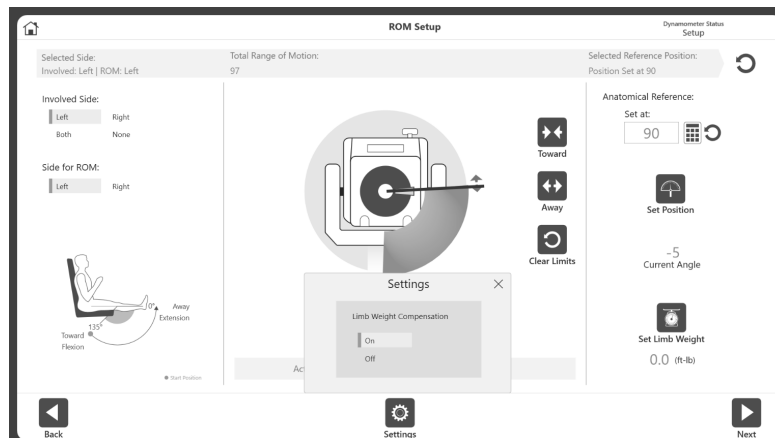 ROM Setup
Dynamometer Status
Setup
Selected Side:
Involved: Left | ROM: Left
Total Range of Motion:
97
Selected Reference Position:
Position Set at 90
Involved Side:
Left Right
Both None
Side for ROM:
Left Right
0°
Away
Extension
135°
Toward
Flexion
Start Position
Toward
Away
Clear Limits
Settings
Limb Weight Compensation
On
Off
Anatomical Reference:
Set at:
90
Set Position
-5
Current Angle
Set Limb Weight
0.0 (ft-lb)
Back
Settings
Next